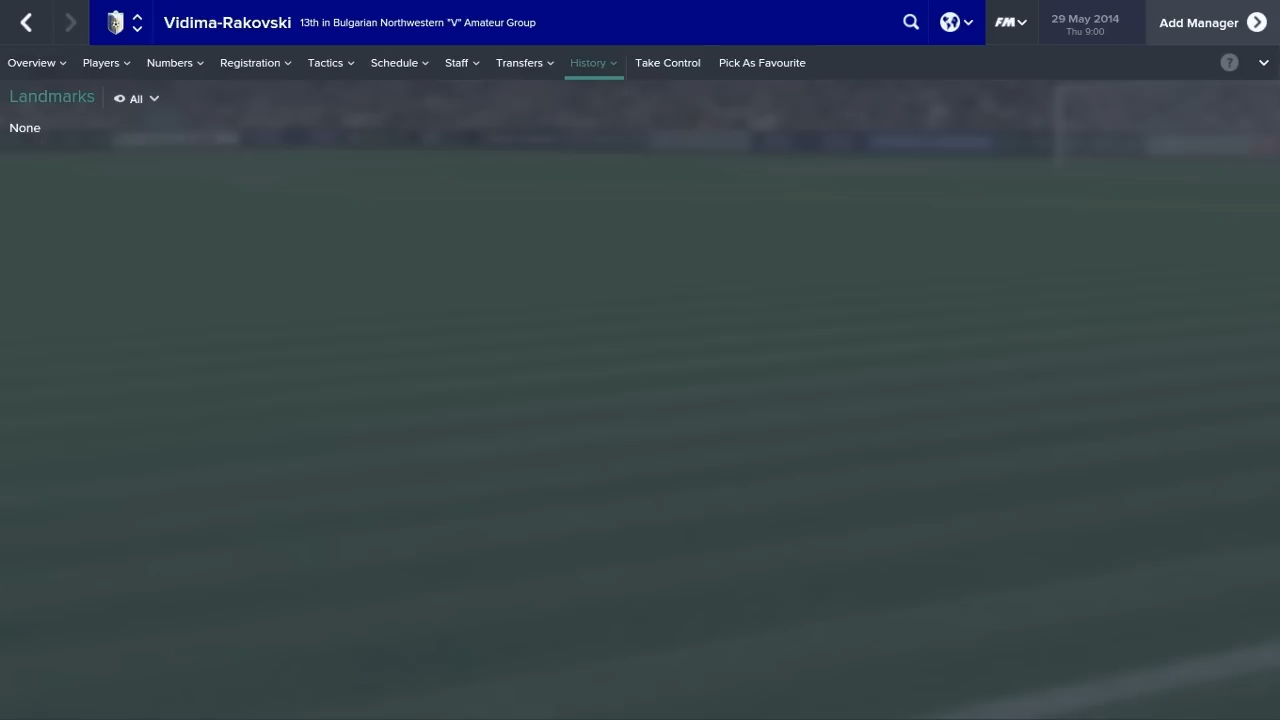 Vidima-Rakovski 13th in Bulgarian Northwestern "V" Amateur Group FM 29 May 2014 Add Manager
Thu 9:00
Overview Players Numbers Registration Tactics Schedule Staff Transfers History Take Control Pick As Favourite ?
Landmarks All
None